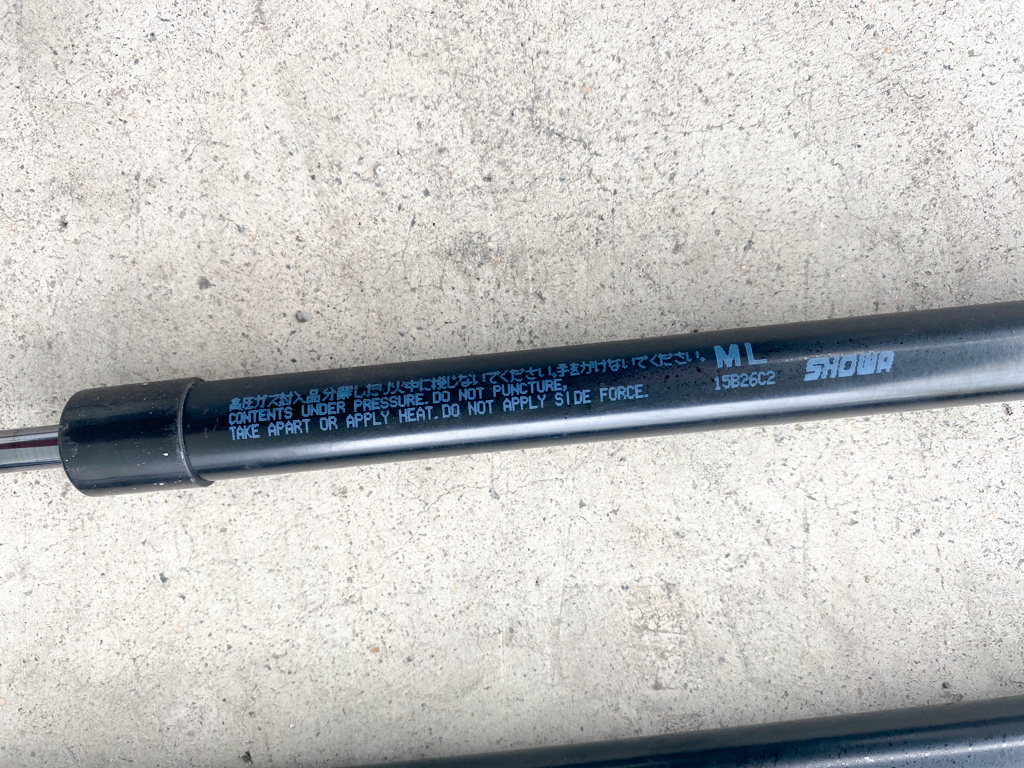 高圧ガス封入品分解したり火中に投じないでください。手をかけないでください。
CONTENTS UNDER PRESSURE.DO NOT PUNCTURE,
TAKE APART OR APPLY HEAT.DO NOT APPLY SIDE FORCE.
ML
15B26C2
SHOWA